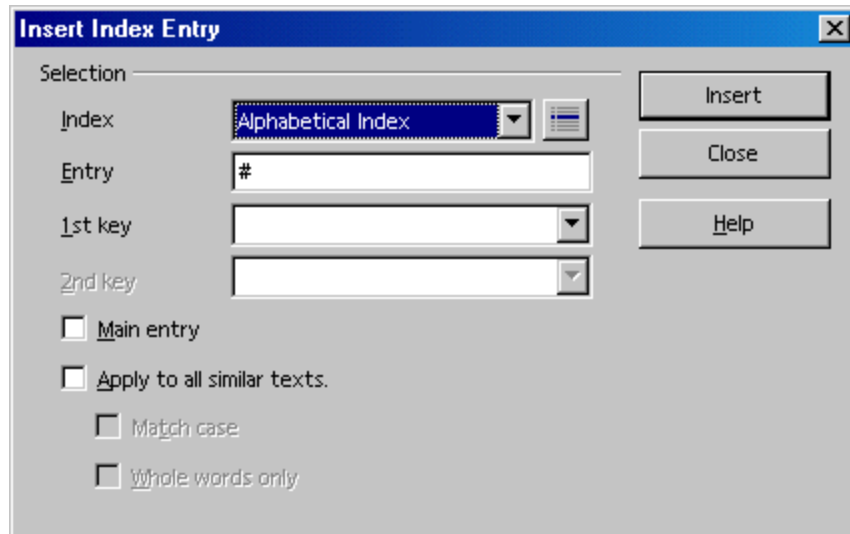 Insert Index Entry
Selection
Index
Alphabetical Index
Entry
#
1st key
2nd key
Main entry
Apply to all similar texts.
Match case
Whole words only
Insert
Close
Help